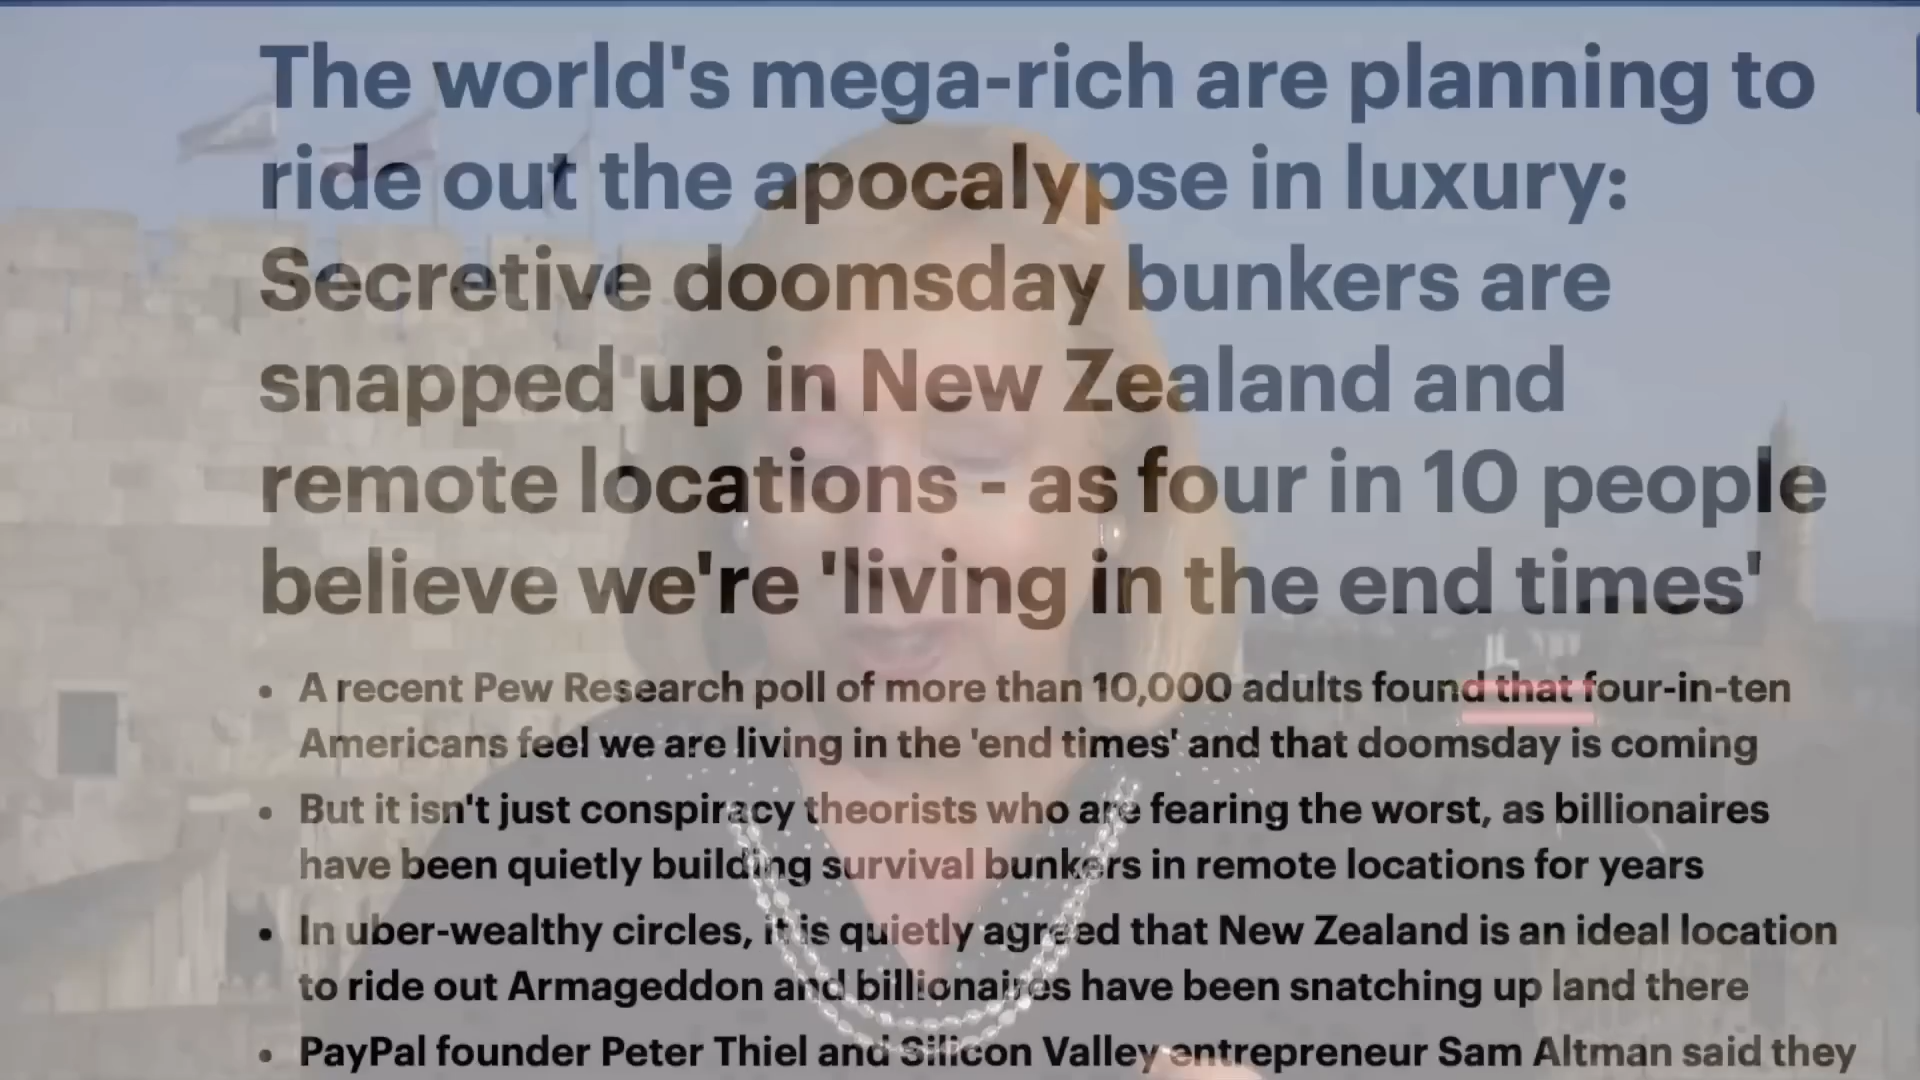 The world's mega-rich are planning to
ride out the apocalypse in luxury:
Secretive doomsday bunkers are
snapped up in New Zealand and
remote locations - as four in 10 people
believe we're 'living in the end times'
• A recent Pew Research poll of more than 10,000 adults found that four-in-ten
Americans feel we are living in the 'end times' and that doomsday is coming
• But it isn't just conspiracy theorists who are fearing the worst, as billionaires
have been quietly building survival bunkers in remote locations for years
• In uber-wealthy circles, it is quietly agreed that New Zealand is an ideal location
to ride out Armageddon and billionaires have been snatching up land there
• PayPal founder Peter Thiel and Silicon Valley entrepreneur Sam Altman said they